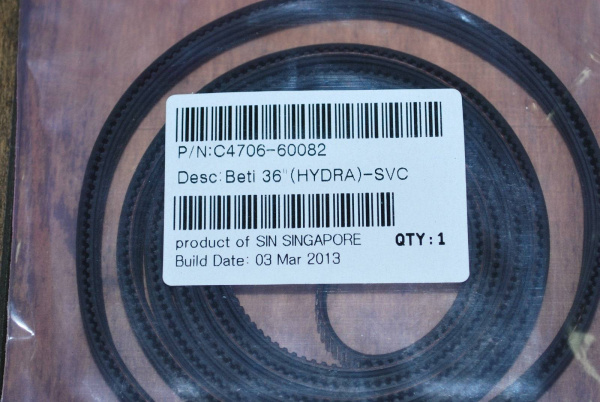 P/N:C4706-60082
Desc:Beti 36"(HYDRA)-SVC
product of SIN SINGAPORE QTY:1
Build Date: 03 Mar 2013